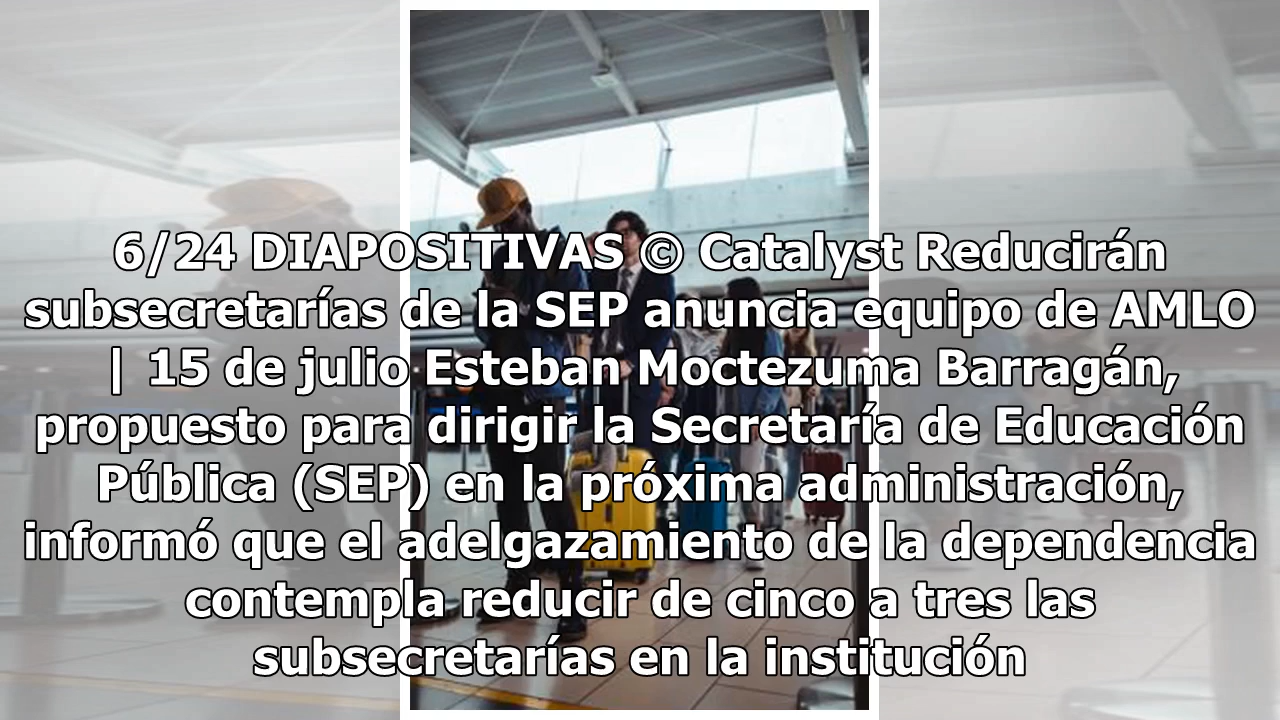 6/24 DIAPOSITIVAS © Catalyst Reducirán
subsecretarías de la SEP anuncia equipo de AMLO
| 15 de julio Esteban Moctezuma Barragán,
propuesto para dirigir la Secretaría de Educación
Pública (SEP) en la próxima administración,
informó que el adelgazamiento de la dependencia
contempla reducir de cinco a tres las
subsecretarías en la institución